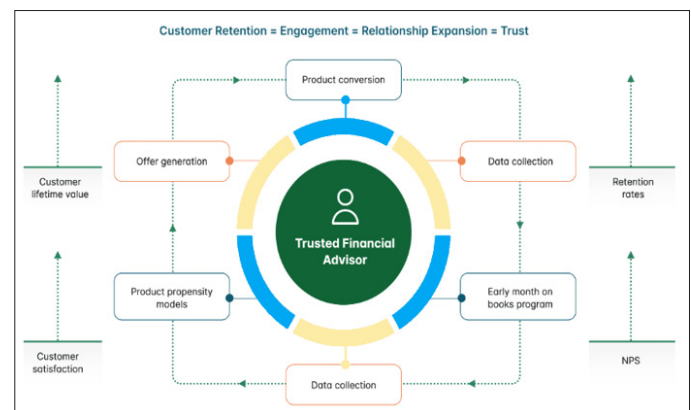 Customer Retention = Engagement = Relationship Expansion = Trust
Product conversion
Offer generation
Data collection
Customer
lifetime value
Retention
rates
Trusted Financial
Advisor
Product propensity
models
Early month on
books program
Customer
satisfaction
NPS
Data collection